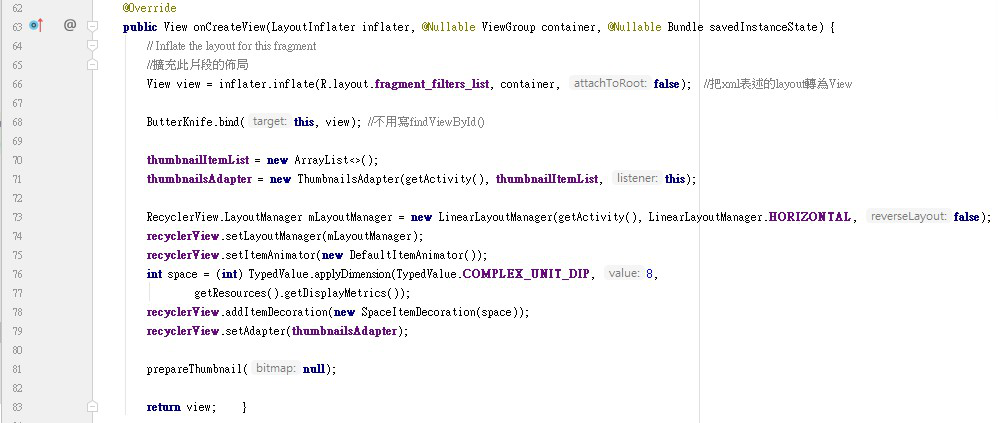 62 @Override
63 @ public View onCreateView(LayoutInflater inflater, @Nullable ViewGroup container, @Nullable Bundle savedInstanceState) {
64 // Inflate the layout for this fragment
65 //擴充此片段的佈局
66 View view = inflater.inflate(R.layout.fragment_filters_list, container, attachToRoot: false); //把xml表述的layout轉為View
67
68 ButterKnife.bind( target: this, view); //不用寫findViewById()
69
70 thumbnailItemList = new ArrayList<>();
71 thumbnailsAdapter = new ThumbnailsAdapter(getActivity(), thumbnailItemList, listener: this);
72
73 RecyclerView.LayoutManager mLayoutManager = new LinearLayoutManager(getActivity(), LinearLayoutManager.HORIZONTAL, reverseLayout: false);
74 recyclerView.setLayoutManager(mLayoutManager);
75 recyclerView.setItemAnimator(new DefaultItemAnimator());
76 int space = (int) TypedValue.applyDimension(TypedValue.COMPLEX_UNIT_DIP, value: 8,
77 getResources().getDisplayMetrics());
78 recyclerView.addItemDecoration(new SpaceItemDecoration(space));
79 recyclerView.setAdapter(thumbnailsAdapter);
80
81 prepareThumbnail( bitmap: null);
82
83 return view; }